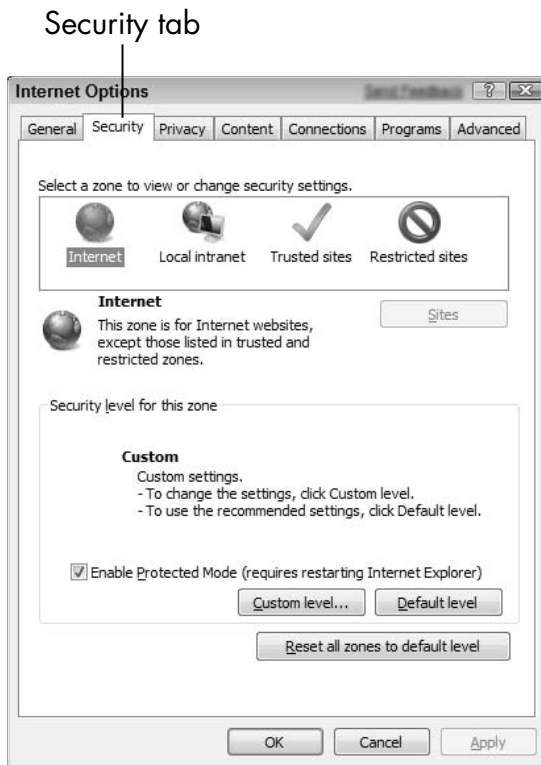 Security tab
Internet Options
General Security Privacy Content Connections Programs Advanced
Select a zone to view or change security settings.
Internet Local intranet Trusted sites Restricted sites
Internet
Sites
This zone is for Internet websites,
except those listed in trusted and
restricted zones.
Security level for this zone
Custom
Custom settings.
- To change the settings, click Custom level.
- To use the recommended settings, click Default level.
Enable Protected Mode (requires restarting Internet Explorer)
Custom level... Default level
Reset all zones to default level
OK Cancel Apply